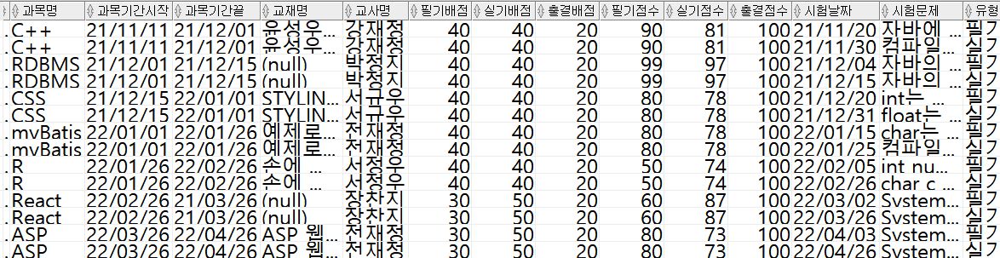 과목명 과목기간시작 과목기간끝 교재명 교사명 필기배점 실기배점 출결배점 필기점수 실기점수 출결점수 시험날짜 시험문제 유형
C++ 21/11/11 21/12/01 윤성우... 강재정 40 40 20 90 81 100 21/11/20 자바에 ... 필기
C++ 21/11/11 21/12/01 윤성우... 강재정 40 40 20 90 81 100 21/11/30 컴파일... 실기
RDBMS 21/12/01 21/12/15 (null) 박정지 40 40 20 99 97 100 21/12/04 자바의 ... 필기
RDBMS 21/12/01 21/12/15 (null) 박정지 40 40 20 99 97 100 21/12/15 자바의 ... 실기
CSS 21/12/15 22/01/01 STYLIN... 서규우 40 40 20 80 78 100 21/12/20 int는 ... 필기
CSS 21/12/15 22/01/01 STYLIN... 서규우 40 40 20 80 78 100 21/12/31 float는... 실기
myBatis 22/01/01 22/01/26 예제로... 천재정 40 40 20 80 78 100 22/01/15 char는 ... 필기
myBatis 22/01/01 22/01/26 예제로... 천재정 40 40 20 80 78 100 22/01/25 컴파일... 실기
R 22/01/26 22/02/26 손에 ... 서정우 40 40 20 50 74 100 22/02/05 int nu... 필기
R 22/01/26 22/02/26 손에 ... 서정우 40 40 20 50 74 100 22/02/26 char c ... 실기
React 22/02/26 21/03/26 (null) 장찬지 30 50 20 60 87 100 22/03/02 System... 필기
React 22/02/26 21/03/26 (null) 장찬지 30 50 20 60 87 100 22/03/26 System... 실기
ASP 22/03/26 22/04/26 ASP 웹... 천재정 30 50 20 80 73 100 22/04/03 System... 필기
ASP 22/03/26 22/04/26 ASP 웹... 천재정 30 50 20 80 73 100 22/04/26 System... 실기